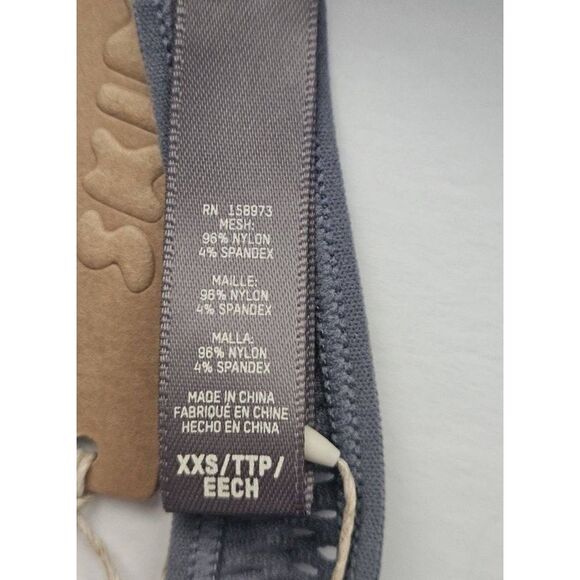 SKIMS
RN 158973
MESH:
96% NYLON
4% SPANDEX
MAILLE:
96% NYLON
4% SPANDEX
MALLA:
96% NYLON
4% SPANDEX
MADE IN CHINA
FABRIQUÉ EN CHINE
HECHO EN CHINA
XXS/TTP/
EECH